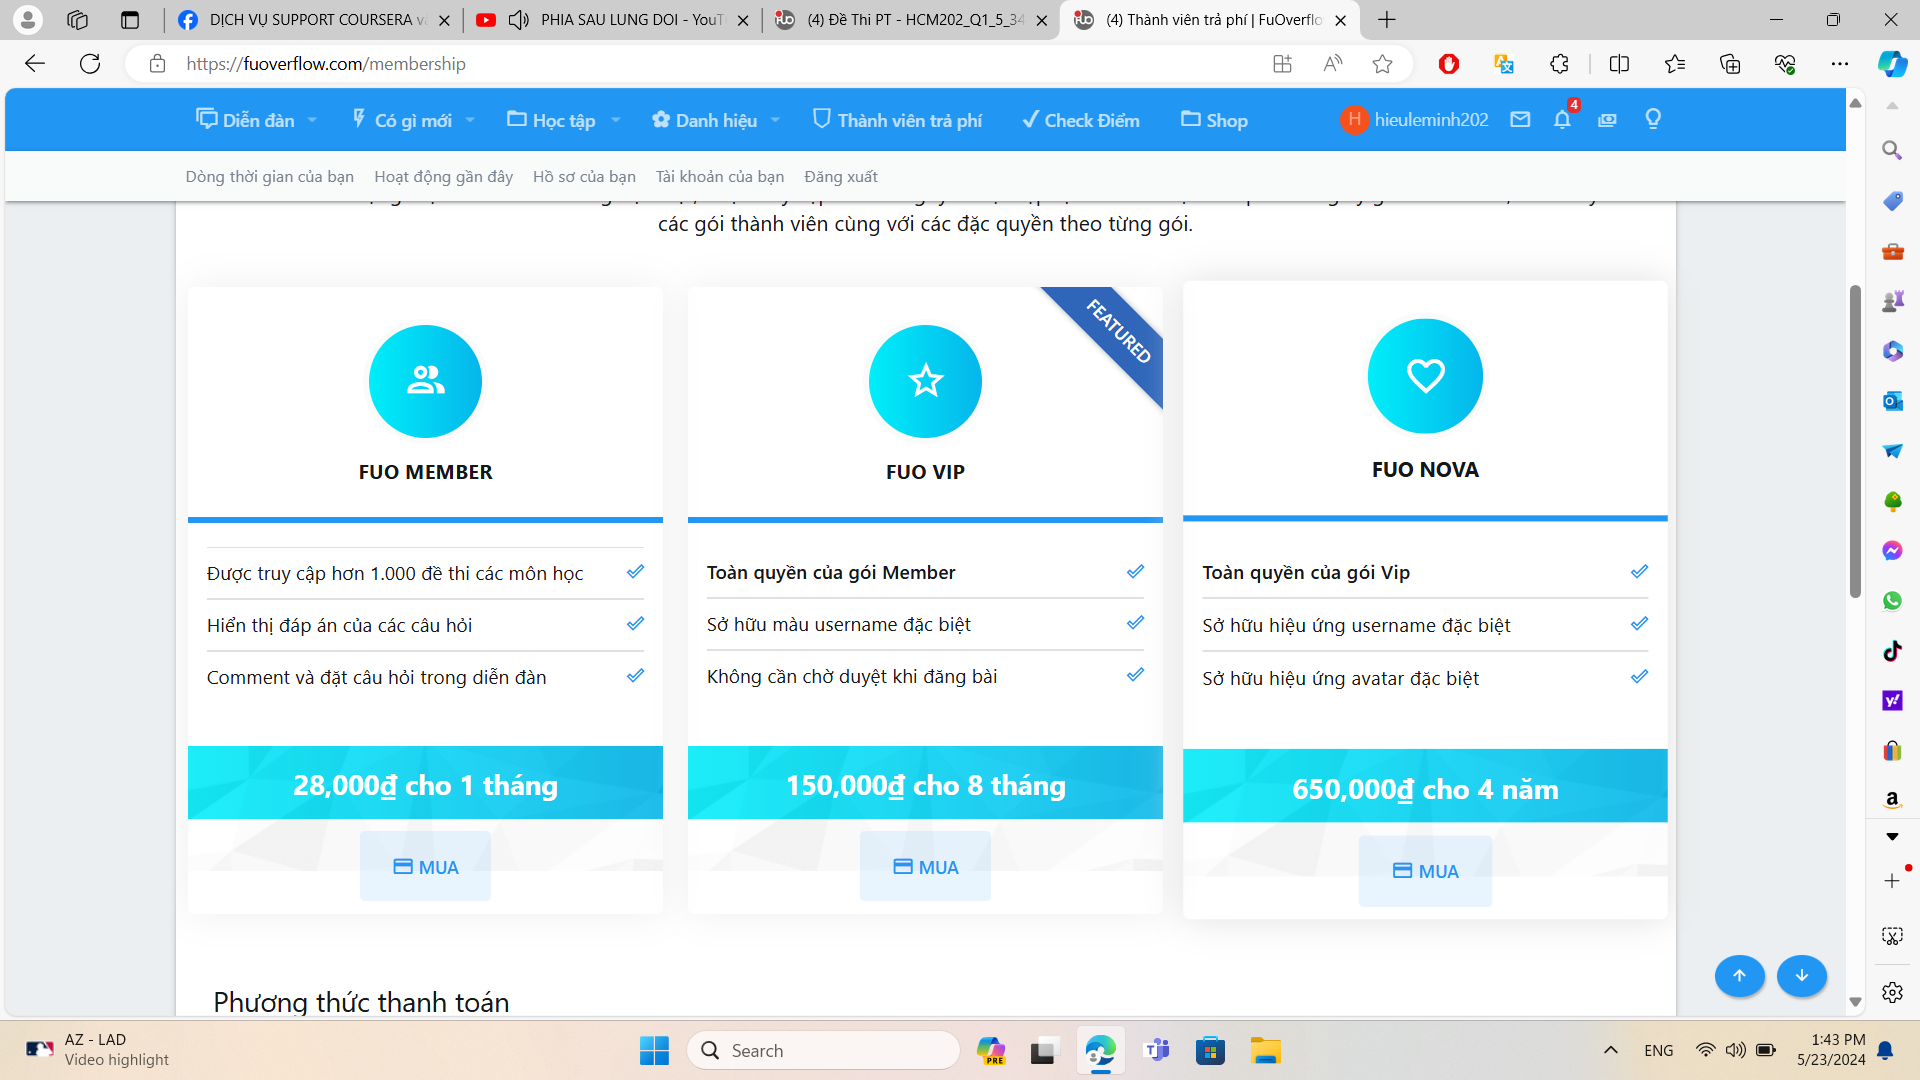 DỊCH VỤ SUPPORT COURSERA
PHIA SAU LUNG DOI - YouT
(4) Đề Thi PT - HCM202_Q1_5_34
(4) Thành viên trả phí | FuOverflo
https://fuoverflow.com/membership
Diễn đàn
Có gì mới
Học tập
Danh hiệu
Thành viên trả phí
Check Điểm
Shop
H
hieuleminh202
4
Dòng thời gian của bạn
Hoạt động gần đây
Hồ sơ của bạn
Tài khoản của bạn
Đăng xuất
các gói thành viên cùng với các đặc quyền theo từng gói.
FUO MEMBER
Được truy cập hơn 1.000 đề thi các môn học
Hiển thị đáp án của các câu hỏi
Comment và đặt câu hỏi trong diễn đàn
28,000₫ cho 1 tháng
MUA
FEATURED
FUO VIP
Toàn quyền của gói Member
Sở hữu màu username đặc biệt
Không cần chờ duyệt khi đăng bài
150,000₫ cho 8 tháng
MUA
FUO NOVA
Toàn quyền của gói Vip
Sở hữu hiệu ứng username đặc biệt
Sở hữu hiệu ứng avatar đặc biệt
650,000₫ cho 4 năm
MUA
Phương thức thanh toán
AZ - LAD
Video highlight
Search
PRE
ENG
1:43 PM
5/23/2024